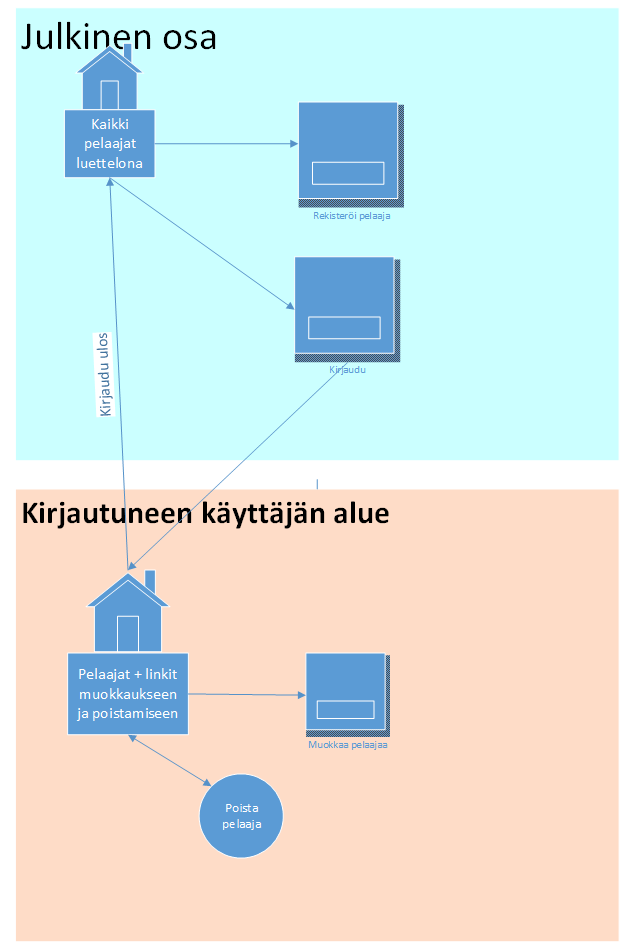 Julkinen osa
Kaikki
pelaajat
luettelona
Rekisteröi pelaaja
Kirjaudu
Kirjaudu ulos
Kirjautuneen käyttäjän alue
Pelaajat + linkit
muokkaukseen
ja poistamiseen
Muokkaa pelaajaa
Poista
pelaaja